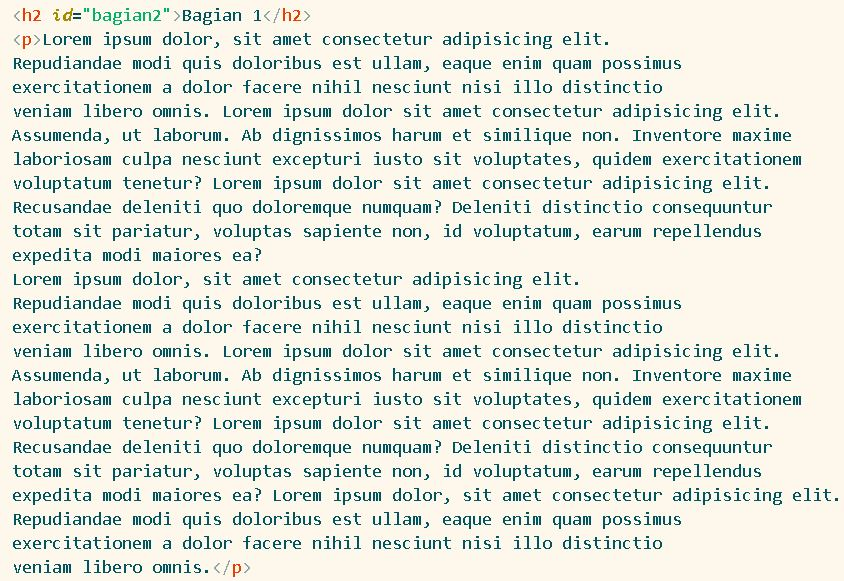 <h2 id="bagian2">Bagian 1</h2>
<p>Lorem ipsum dolor, sit amet consectetur adipisicing elit.
Repudiandae modi quis doloribus est ullam, eaque enim quam possimus
exercitationem a dolor facere nihil nesciunt nisi illo distinctio
veniam libero omnis. Lorem ipsum dolor sit amet consectetur adipisicing elit.
Assumenda, ut laborum. Ab dignissimos harum et similique non. Inventore maxime
laboriosam culpa nesciunt excepturi iusto sit voluptates, quidem exercitationem
voluptatum tenetur? Lorem ipsum dolor sit amet consectetur adipisicing elit.
Recusandae deleniti quo doloremque numquam? Deleniti distinctio consequuntur
totam sit pariatur, voluptas sapiente non, id voluptatum, earum repellendus
expedita modi maiores ea?
Lorem ipsum dolor, sit amet consectetur adipisicing elit.
Repudiandae modi quis doloribus est ullam, eaque enim quam possimus
exercitationem a dolor facere nihil nesciunt nisi illo distinctio
veniam libero omnis. Lorem ipsum dolor sit amet consectetur adipisicing elit.
Assumenda, ut laborum. Ab dignissimos harum et similique non. Inventore maxime
laboriosam culpa nesciunt excepturi iusto sit voluptates, quidem exercitationem
voluptatum tenetur? Lorem ipsum dolor sit amet consectetur adipisicing elit.
Recusandae deleniti quo doloremque numquam? Deleniti distinctio consequuntur
totam sit pariatur, voluptas sapiente non, id voluptatum, earum repellendus
expedita modi maiores ea? Lorem ipsum dolor, sit amet consectetur adipisicing elit.
Repudiandae modi quis doloribus est ullam, eaque enim quam possimus
exercitationem a dolor facere nihil nesciunt nisi illo distinctio
veniam libero omnis.</p>